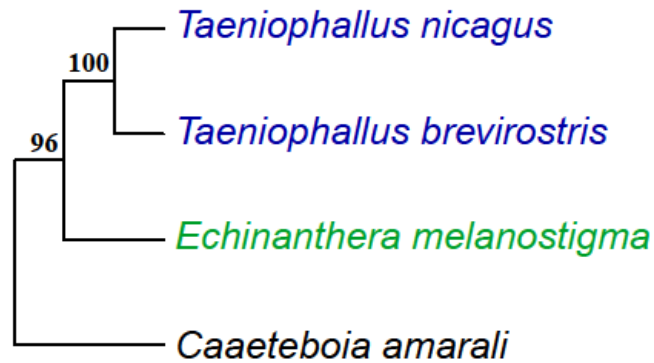 Taeniophallus nicagus
100
Taeniophallus brevirostris
96
Echinanthera melanostigma
Caaeteboia amarali